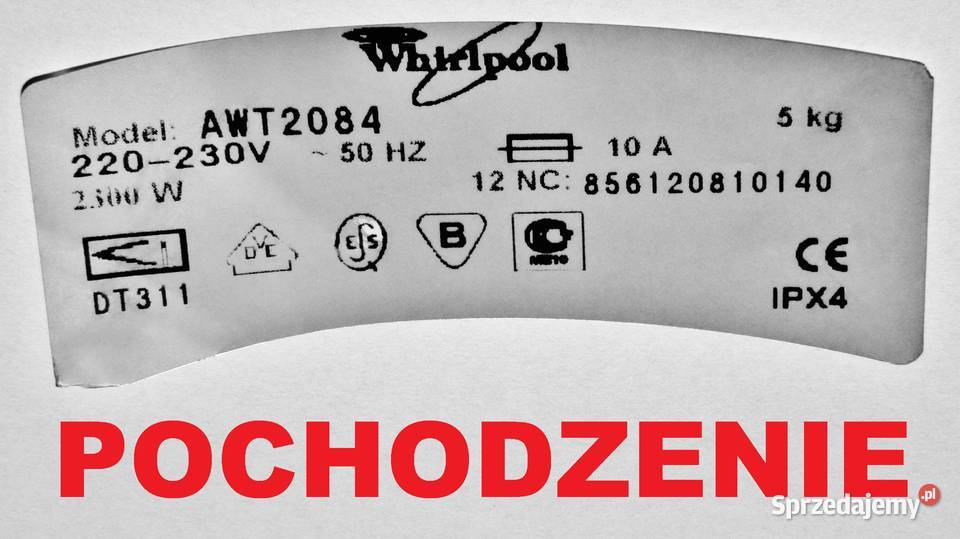 Whirlpool
Model: AWT2084
5 kg
220-230V ~ 50 HZ
10 A
2300 W
12 NC: 856120810140
DVE
B
DT311
CE
IPX4
POCHODZENIE
Sprzedajemy.pl